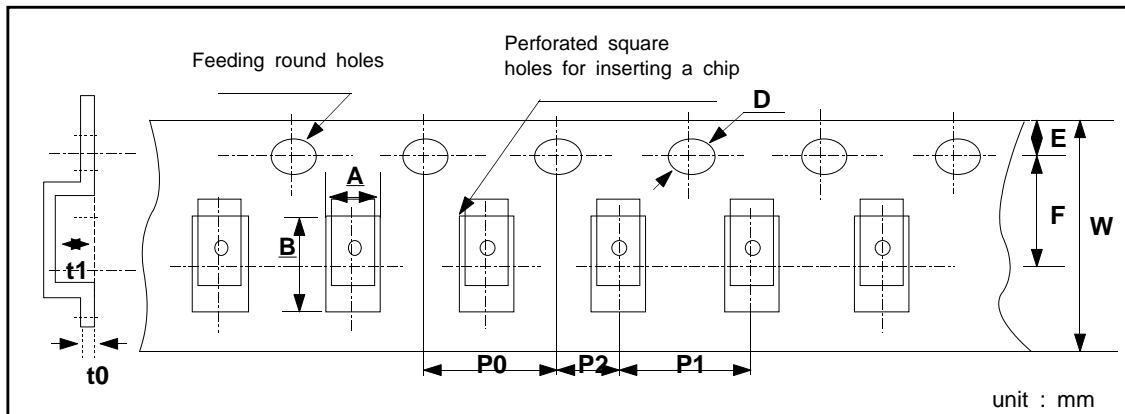 Feeding round holes
Perforated square
holes for inserting a chip
D
E
A
F
W
B
t1
P0
P2
P1
t0
unit : mm